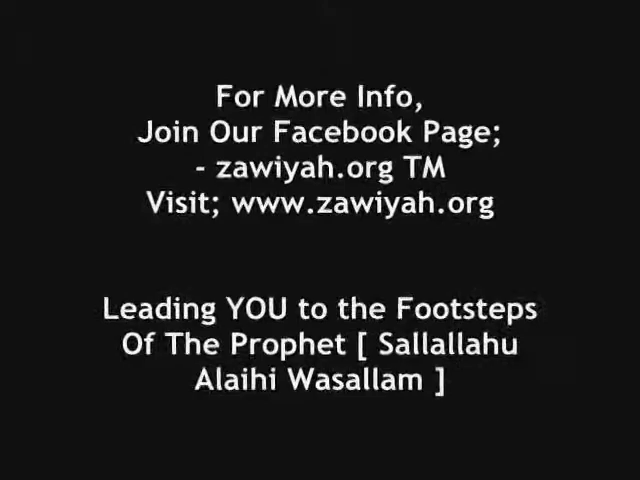 For More Info,
Join Our Facebook Page;
- zawiyah.org TM
Visit; www.zawiyah.org
Leading YOU to the Footsteps
Of The Prophet [ Sallallahu
Alaihi Wasallam ]